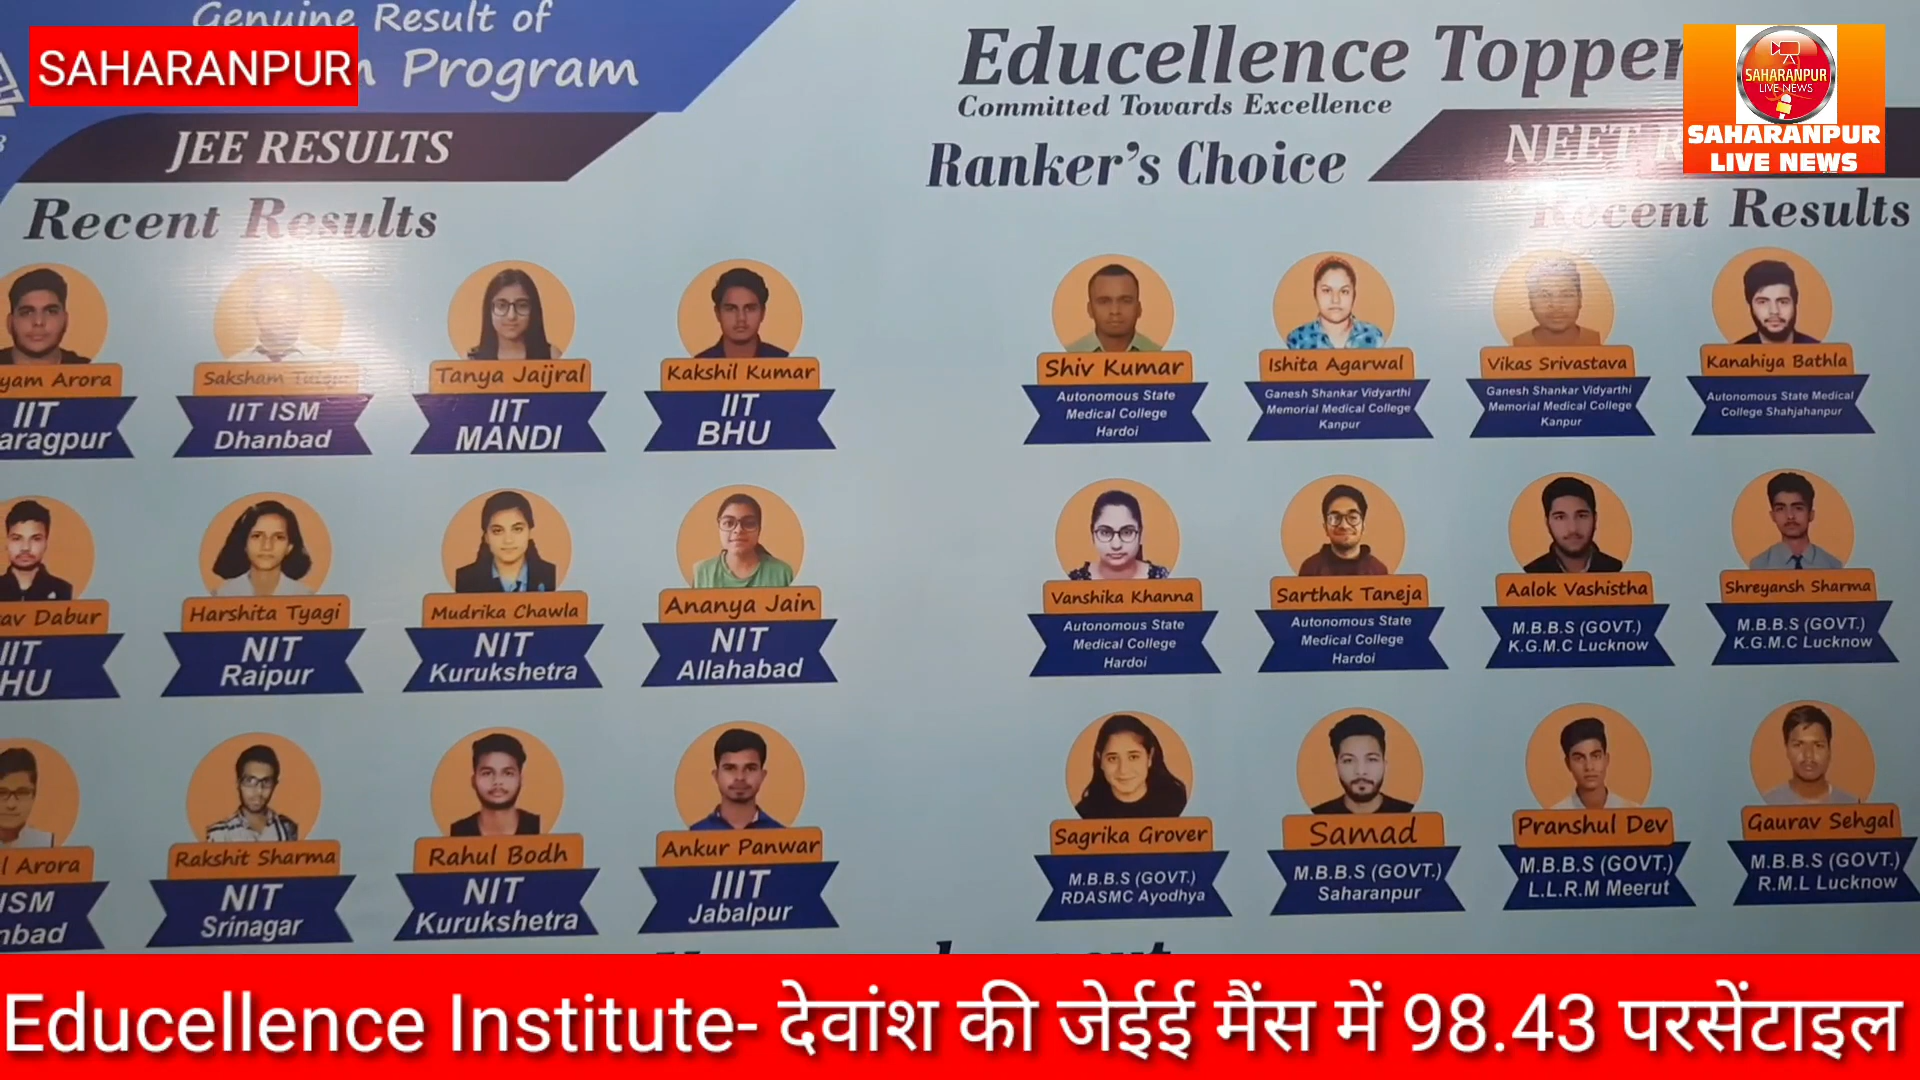 Genuine Result of
Program
SAHARANPUR
JEE RESULTS
Recent Results
Educellence
Committed Towards Excellence
Ranker's Choice
Recent Results
SAHARANPUR
LIVE NEWS
SAHARANPUR
LIVE NEWS
Arora
IIT
Saksham
IIT ISM
Dhanbad
Tanya Jaijral
IIT
MANDI
Kakshil Kumar
IIT
BHU
Shiv Kumar
Autonomous State
Medical College
Hardoi
Ishita Agarwal
Ganesh Shankar Vidyarthi
Memorial Medical College
Kanpur
Vikas Srivastava
Ganesh Shankar Vidyarthi
Memorial Medical College
Kanpur
Kanahiya Bathla
Autonomous State Medical
College Shahjahanpur
Dabur
Harshita Tyagi
NIT
Raipur
Mudrika Chawla
NIT
Kurukshetra
Ananya Jain
NIT
Allahabad
Vanshika Khanna
Autonomous State
Medical College
Hardoi
Sarthak Taneja
Autonomous State
Medical College
Hardoi
Aalok Vashistha
M.B.B.S (GOVT.)
K.G.M.C Lucknow
Shreyansh Sharma
M.B.B.S (GOVT.)
K.G.M.C Lucknow
Arora
ISM
Rakshit Sharma
NIT
Srinagar
Rahul Bodh
NIT
Kurukshetra
Ankur Panwar
IIIT
Jabalpur
Sagrika Grover
M.B.B.S (GOVT.)
RDASMC Ayodhya
Samad
M.B.B.S (GOVT.)
Saharanpur
Pranshul Dev
M.B.B.S (GOVT.)
L.L.R.M Meerut
Gaurav Sehgal
M.B.B.S (GOVT.)
R.M.L Lucknow
Educellence Institute- देवांश की जेईई मैंस में 98.43 परसेंटाइल